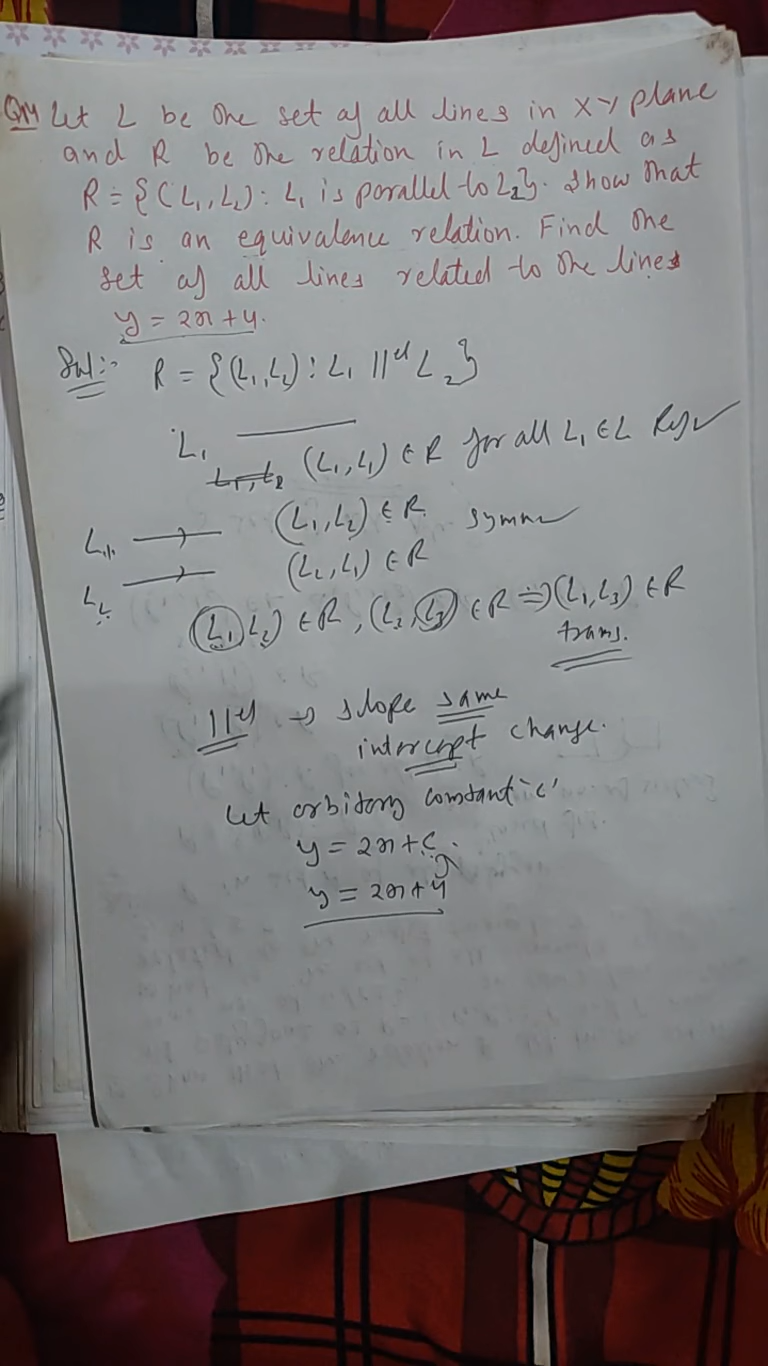 Q14 Let L be the set of all lines in XY plane
and R be the relation in L defined as
R = {(L₁, L₂) : L₁ is parallel to L₂}. Show that
R is an equivalence relation. Find the
set of all lines related to the lines
y = 2x + 4.
Sol:- R = {(L₁, L₂) : L₁ ||el L₂}
L₁ (L₁, L₁) ∈ R for all L₁ ∈ L Ref ✓
L₁ (L₁, L₂) ∈ R symm
L₂ (L₂, L₁) ∈ R
(L₁, L₂) ∈ R, (L₂, L₃) ∈ R ⇒ (L₁, L₃) ∈ R
trans.
||el → slope same
intercept change.
Let orbitory constant 'c'
y = 2x + c.
y = 2x + 4